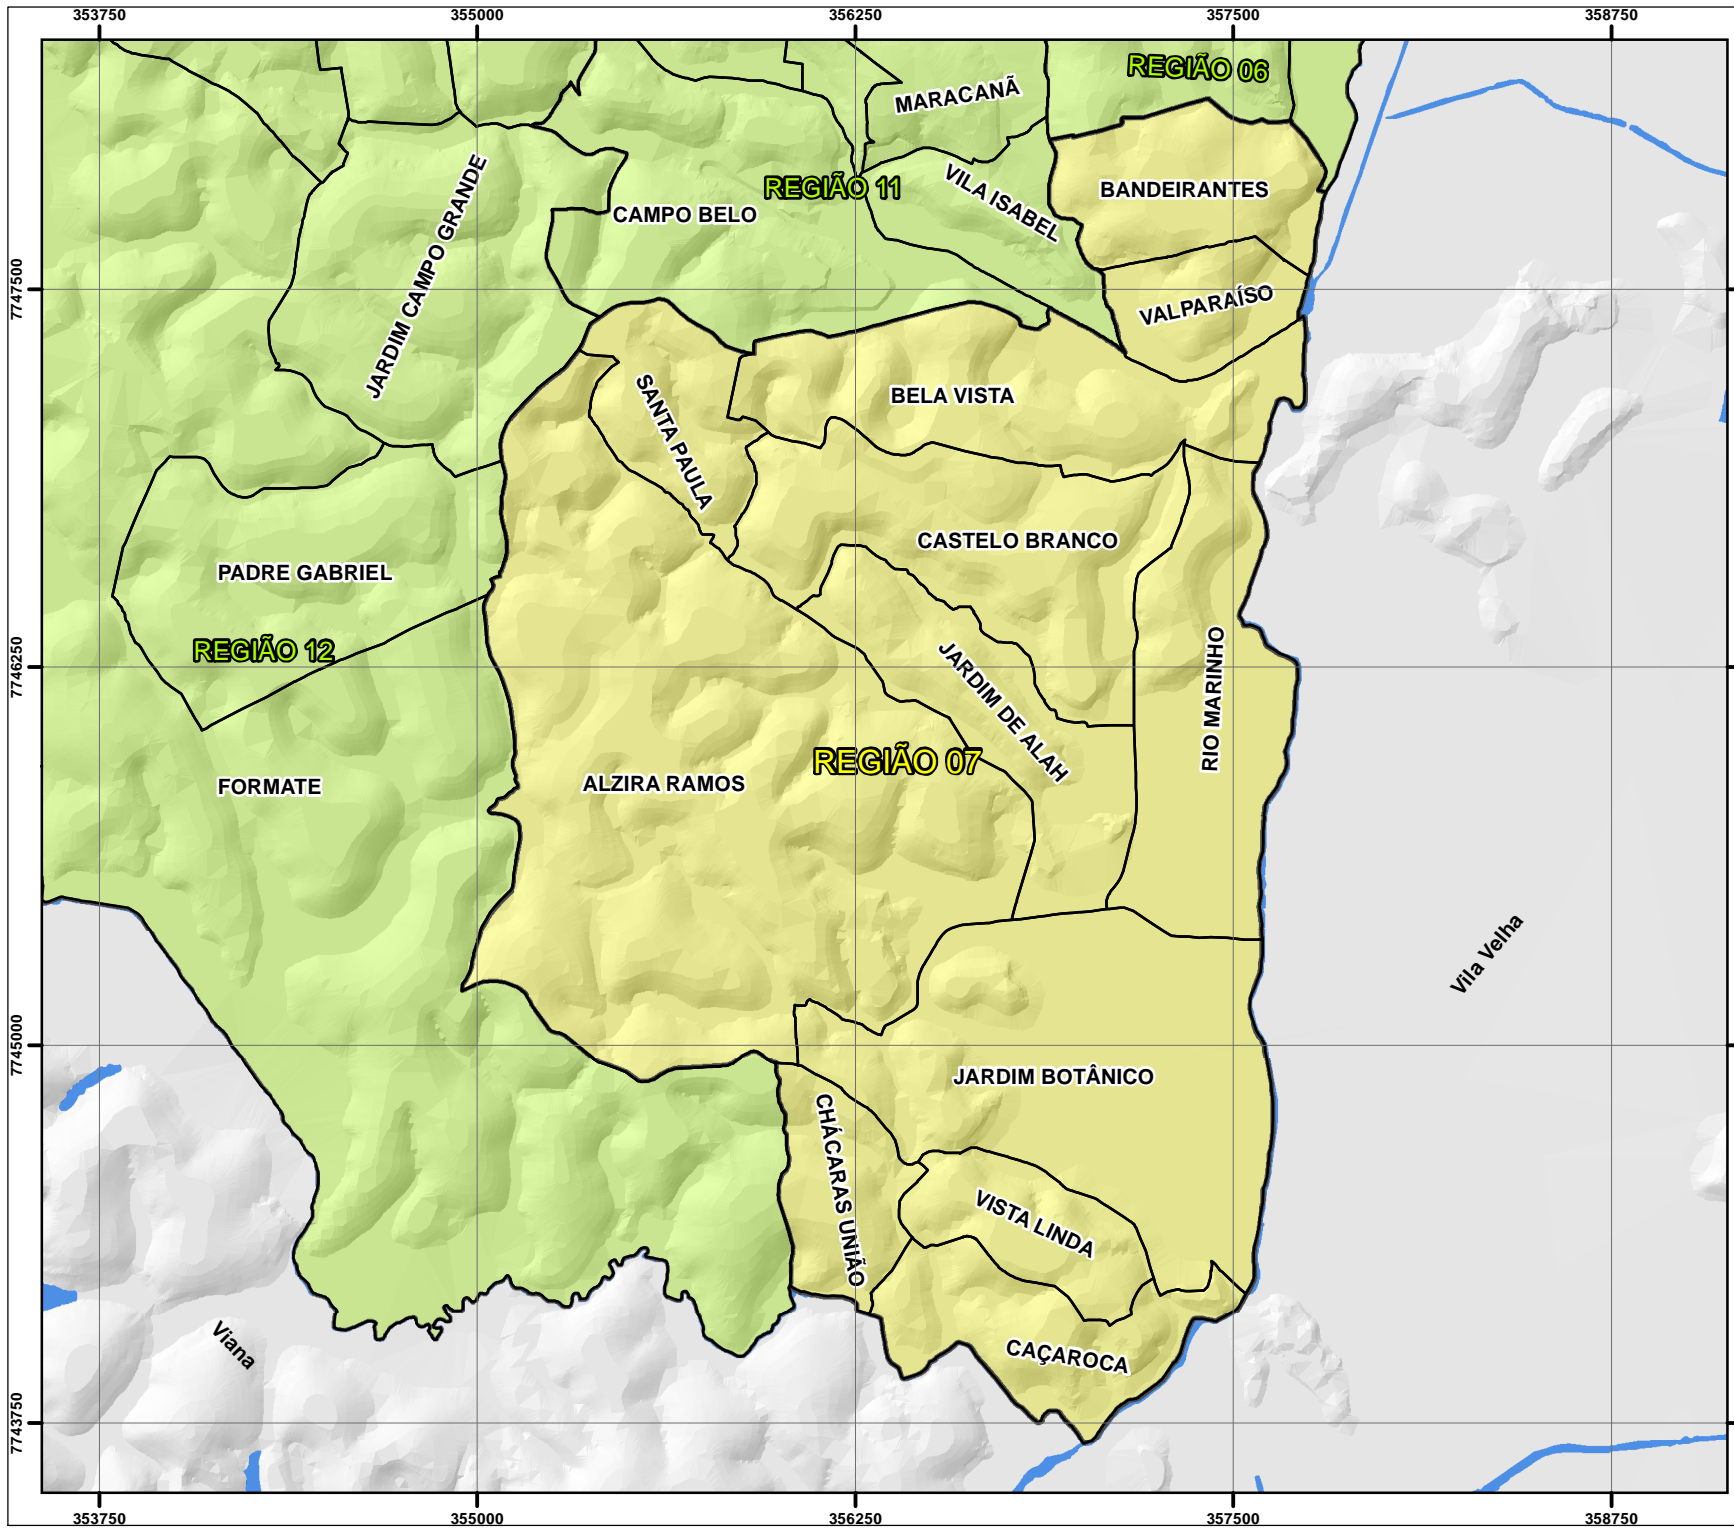 353750
355000
356250
357500
358750
REGIÃO 06
MARACANÃ
JARDIM CAMPO GRANDE
REGIÃO 11
VILA ISABEL
BANDEIRANTES
CAMPO BELO
7747500
VALPARAÍSO
SANTA PAULA
BELA VISTA
CASTELO BRANCO
PADRE GABRIEL
REGIÃO 12
7746250
JARDIM DE ALAH
RIO MARINHO
REGIÃO 07
FORMATE
ALZIRA RAMOS
Vila Velha
7745000
JARDIM BOTÂNICO
CHÁCARAS UNIÃO
VISTA LINDA
Viana
CAÇAROCA
7743750
353750
355000
356250
357500
358750